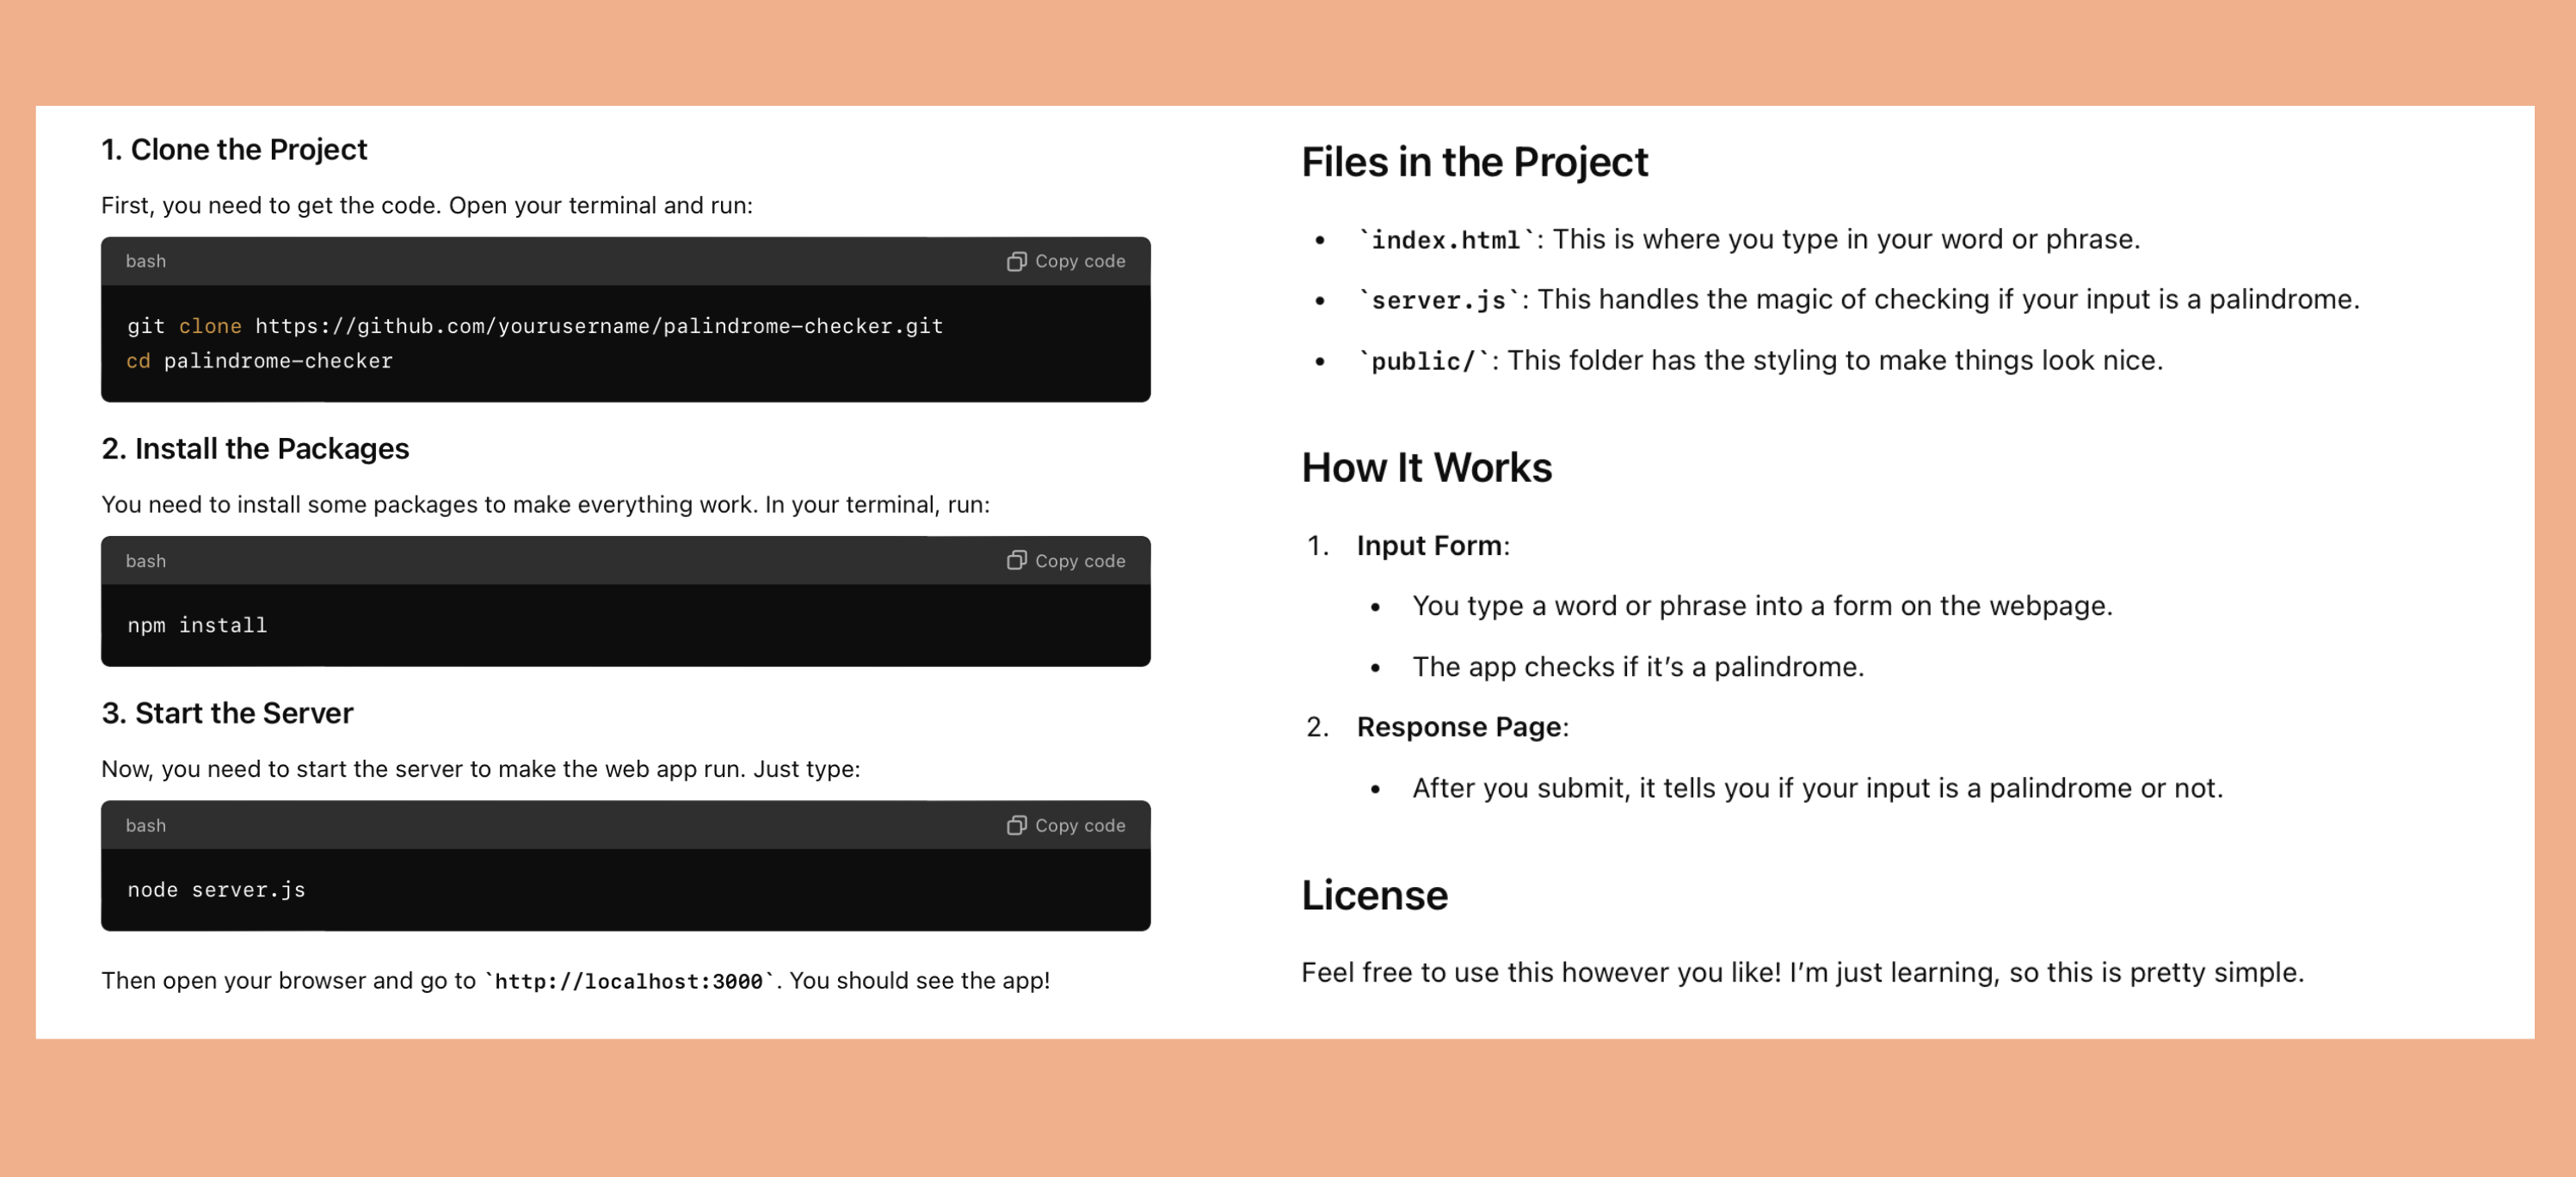 1. Clone the Project
First, you need to get the code. Open your terminal and run:
bash
Copy code
git clone https://github.com/yourusername/palindrome-checker.git
cd palindrome-checker
2. Install the Packages
You need to install some packages to make everything work. In your terminal, run:
bash
Copy code
npm install
3. Start the Server
Now, you need to start the server to make the web app run. Just type:
bash
Copy code
node server.js
Then open your browser and go to `http://localhost:3000`. You should see the app!
Files in the Project
• `index.html`: This is where you type in your word or phrase.
• `server.js`: This handles the magic of checking if your input is a palindrome.
• `public/`: This folder has the styling to make things look nice.
How It Works
1. Input Form:
• You type a word or phrase into a form on the webpage.
• The app checks if it’s a palindrome.
2. Response Page:
• After you submit, it tells you if your input is a palindrome or not.
License
Feel free to use this however you like! I’m just learning, so this is pretty simple.